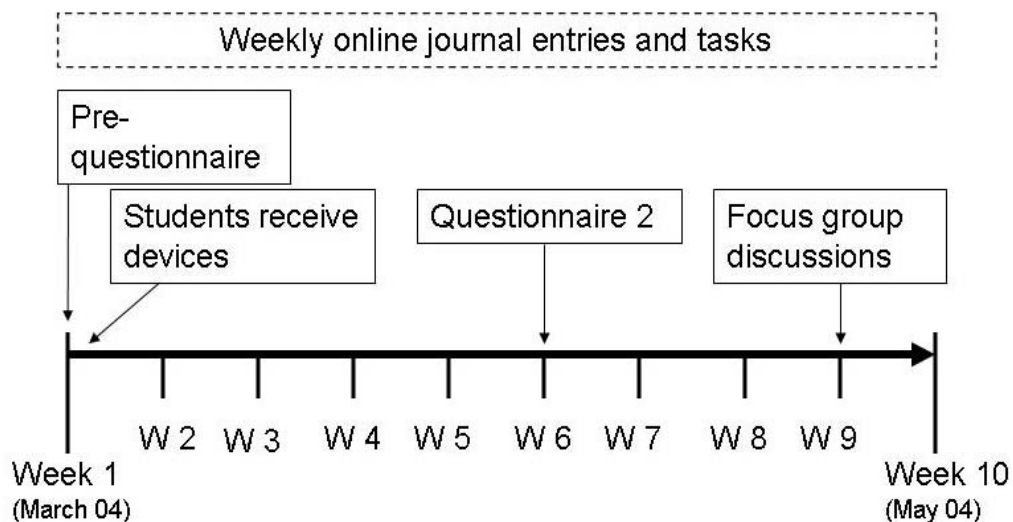 Weekly online journal entries and tasks
Pre-
questionnaire
Students receive
devices
Questionnaire 2
Focus group
discussions
W 2
W 3
W 4
W 5
W 6
W 7
W 8
W 9
Week 1
(March 04)
Week 10
(May 04)